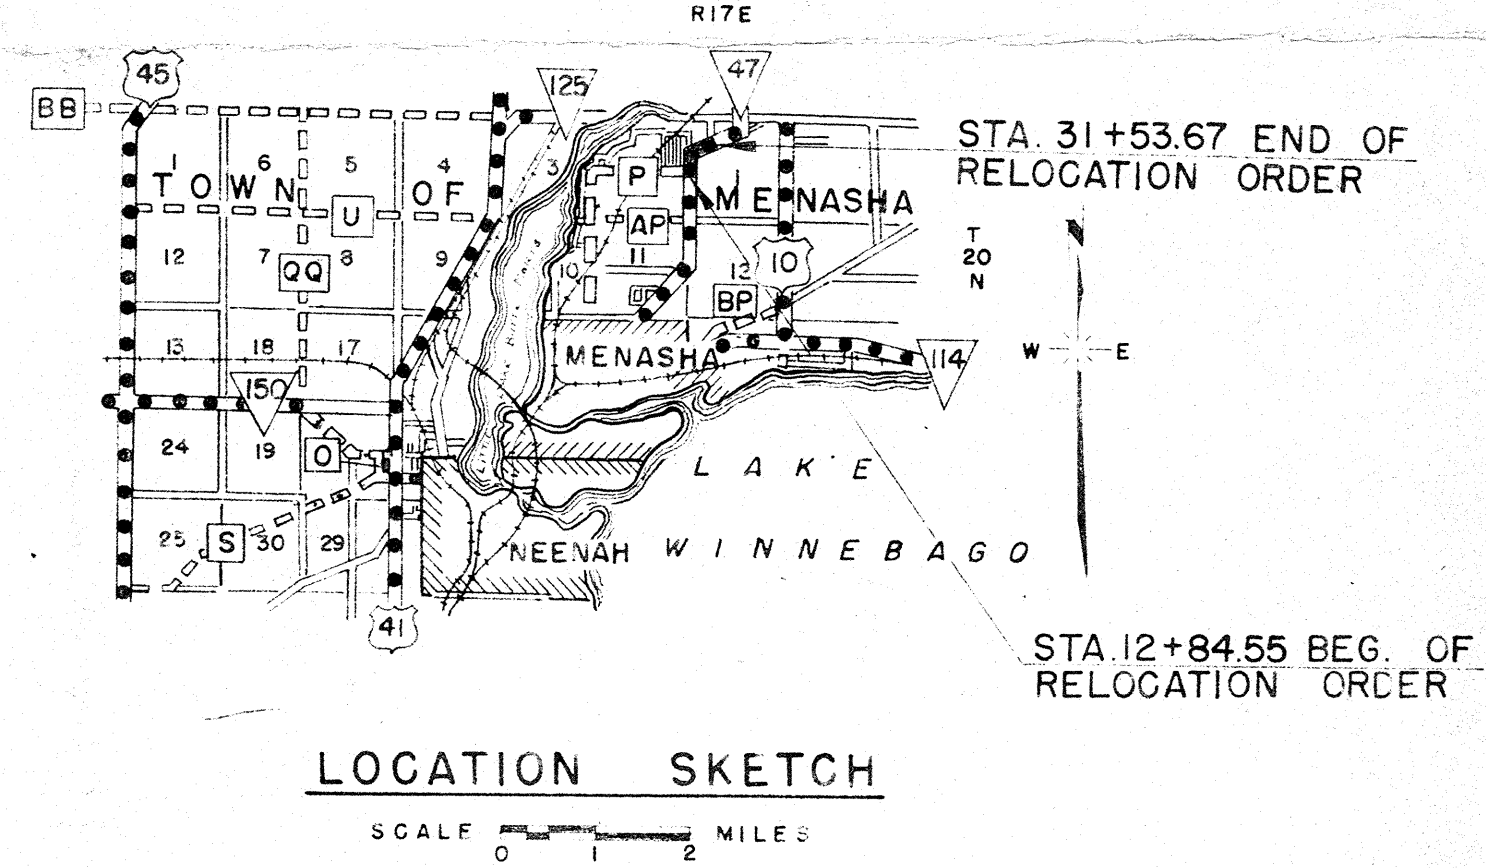 R17E
45
125
47
BB
STA. 31+53.67 END OF
RELOCATION ORDER
1 6 5 4 3 1
P
TOWN OF MENASHA
U
AP
T
20
N
12 7 8 9 10 11 12
QQ
10
BP
13 18 17
MENASHA
114
W E
150
24 19
O
LAKE
25 S 30 29
NEENAH
WINNEBAGO
41
STA. 12+84.55 BEG. OF
RELOCATION ORDER
LOCATION SKETCH
SCALE MILES
0 1 2